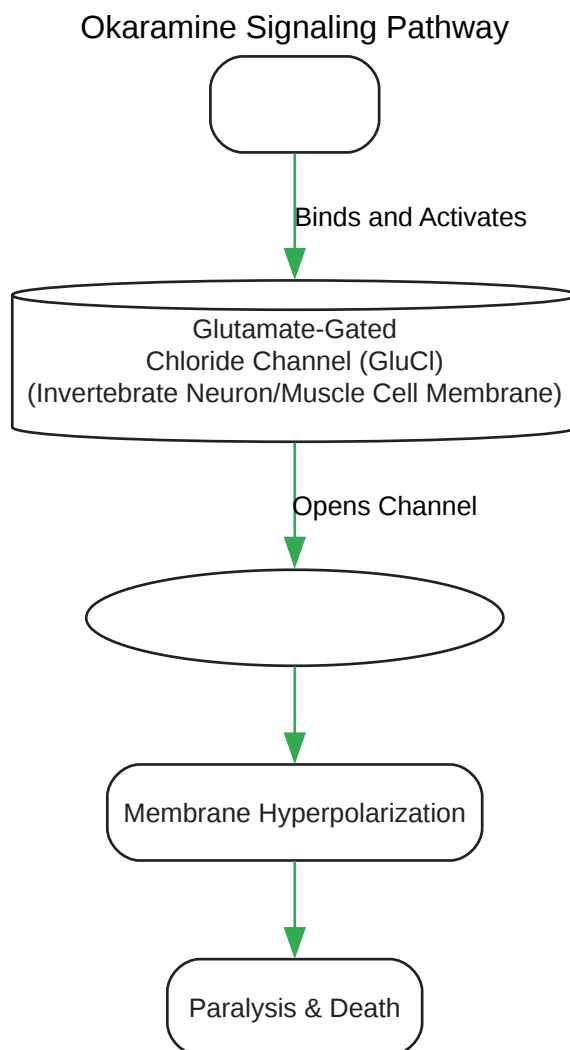 Okaramine Signaling Pathway
Binds and Activates
Glutamate-Gated
Chloride Channel (GluCl)
(Invertebrate Neuron/Muscle Cell Membrane)
Opens Channel
Membrane Hyperpolarization
Paralysis & Death